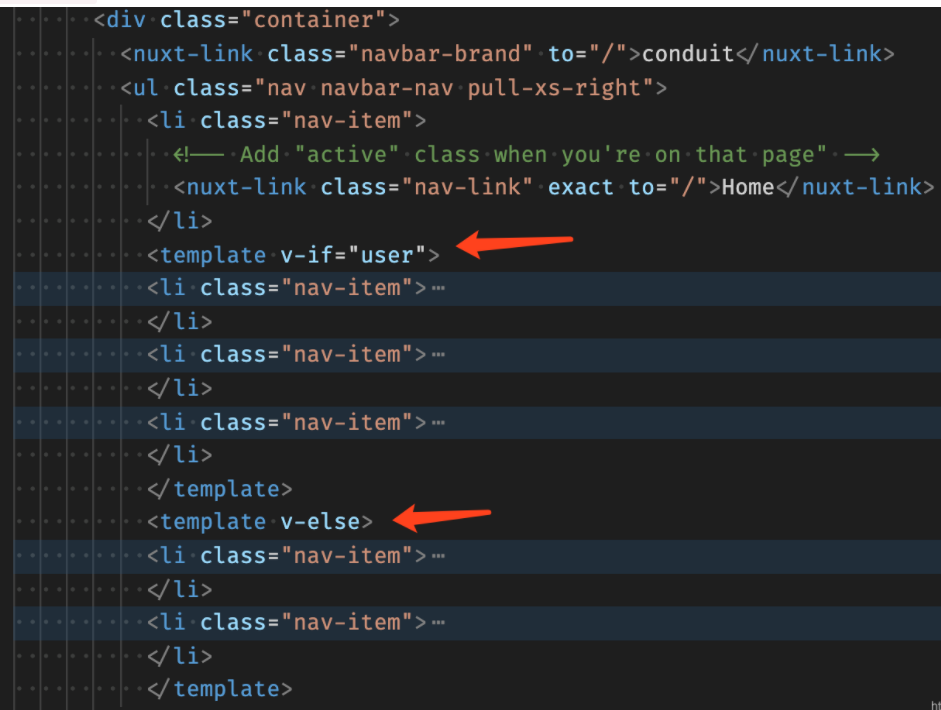 <div class="container">
<nuxt-link class="navbar-brand" to="/">conduit</nuxt-link>
<ul class="nav navbar-nav pull-xs-right">
<li class="nav-item">
<!-- Add "active" class when you're on that page" -->
<nuxt-link class="nav-link" exact to="/">Home</nuxt-link>
</li>
<template v-if="user">
<li class="nav-item">…
</li>
<li class="nav-item">…
</li>
<li class="nav-item">…
</li>
</template>
<template v-else>
<li class="nav-item">…
</li>
<li class="nav-item">…
</li>
</template>